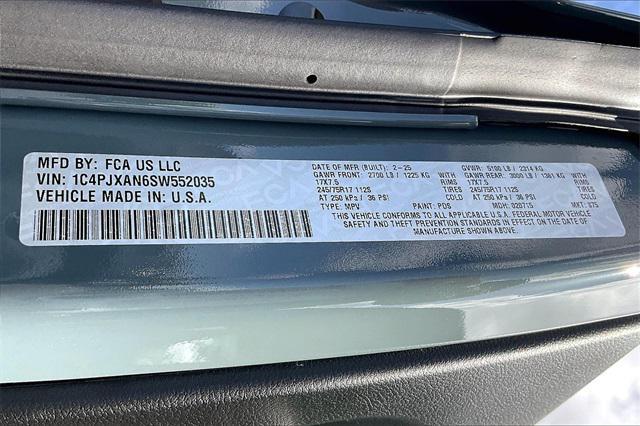 MFD BY: FCA US LLC
VIN: 1C4PJXAN6SW552035
VEHICLE MADE IN: U.S.A.
DATE OF MFR (BUILT): 2-25 GVWR: 5100 LB / 2314 KG
GAWR FRONT: 2700 LB / 1225 KG GAWR REAR: 3000 LB / 1361 KG
17X7.5 RIMS 17X7.5 RIMS
245/75R17 112S TIRES 245/75R17 112S TIRES
AT 250 kPa / 36 PSI COLD AT 250 kPa / 36 PSI COLD
TYPE: MPV PAINT: PDS MDH: 020715 MKT: 975
THIS VEHICLE CONFORMS TO ALL APPLICABLE U.S.A. FEDERAL MOTOR VEHICLE
SAFETY AND THEFT PREVENTION STANDARDS IN EFFECT ON THE DATE OF
MANUFACTURE SHOWN ABOVE.